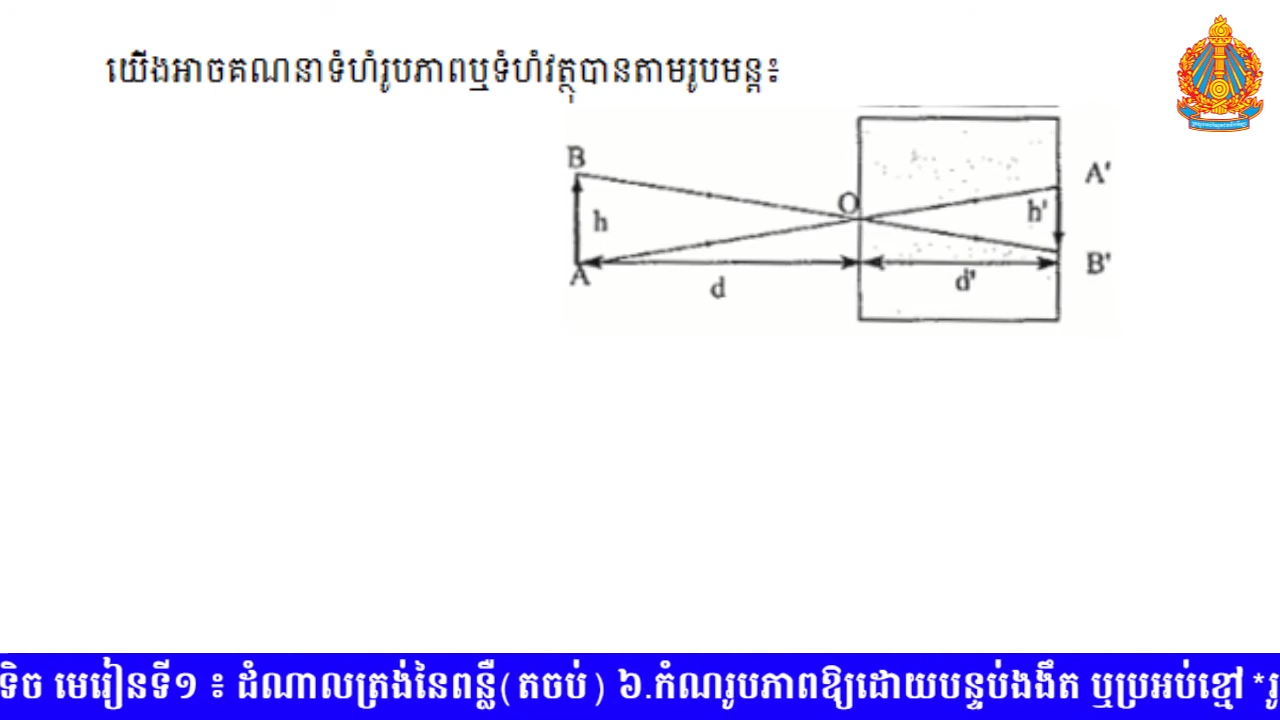 យើងអាចគណនាទំហំរូបភាពឬទំហំវត្ថុបានតាមរូបមន្ត៖
B
A'
O
h
h'
A
B'
d
d'
ទិច មេរៀនទី១ ៖ ដំណាលត្រង់នៃពន្លឺ(តចប់) ៦.កំណរូបភាពឱ្យដោយបន្ទប់ងងឹត ឬប្រអប់ខ្មៅ *រូ